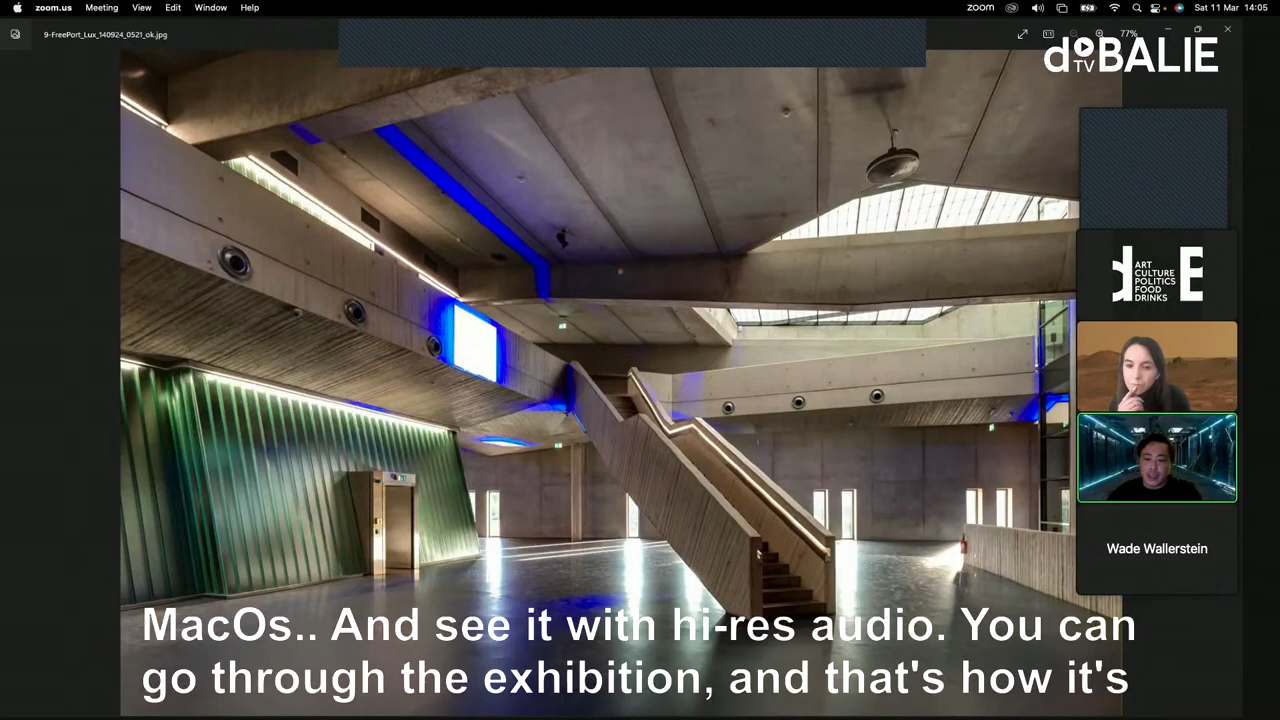 zoom.us Meeting View Edit Window Help
zoom Sat 11 Mar 14:05
9-FreePort_Lux_140924_0521_ok.jpg
77%
de BALIE
TV
ART
CULTURE
POLITICS
FOOD
DRINKS
Wade Wallerstein
MacOs.. And see it with hi-res audio. You can
go through the exhibition, and that's how it's